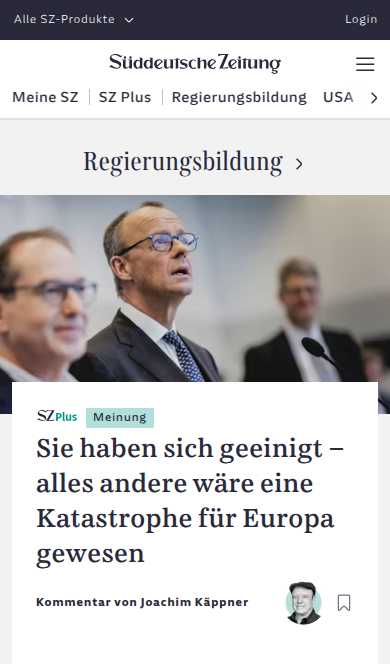 Alle SZ-Produkte
Login
Süddeutsche Zeitung
Meine SZ
SZ Plus
Regierungsbildung
USA
Regierungsbildung
SZ Plus
Meinung
Sie haben sich geeinigt –
alles andere wäre eine
Katastrophe für Europa
gewesen
Kommentar von Joachim Käppner